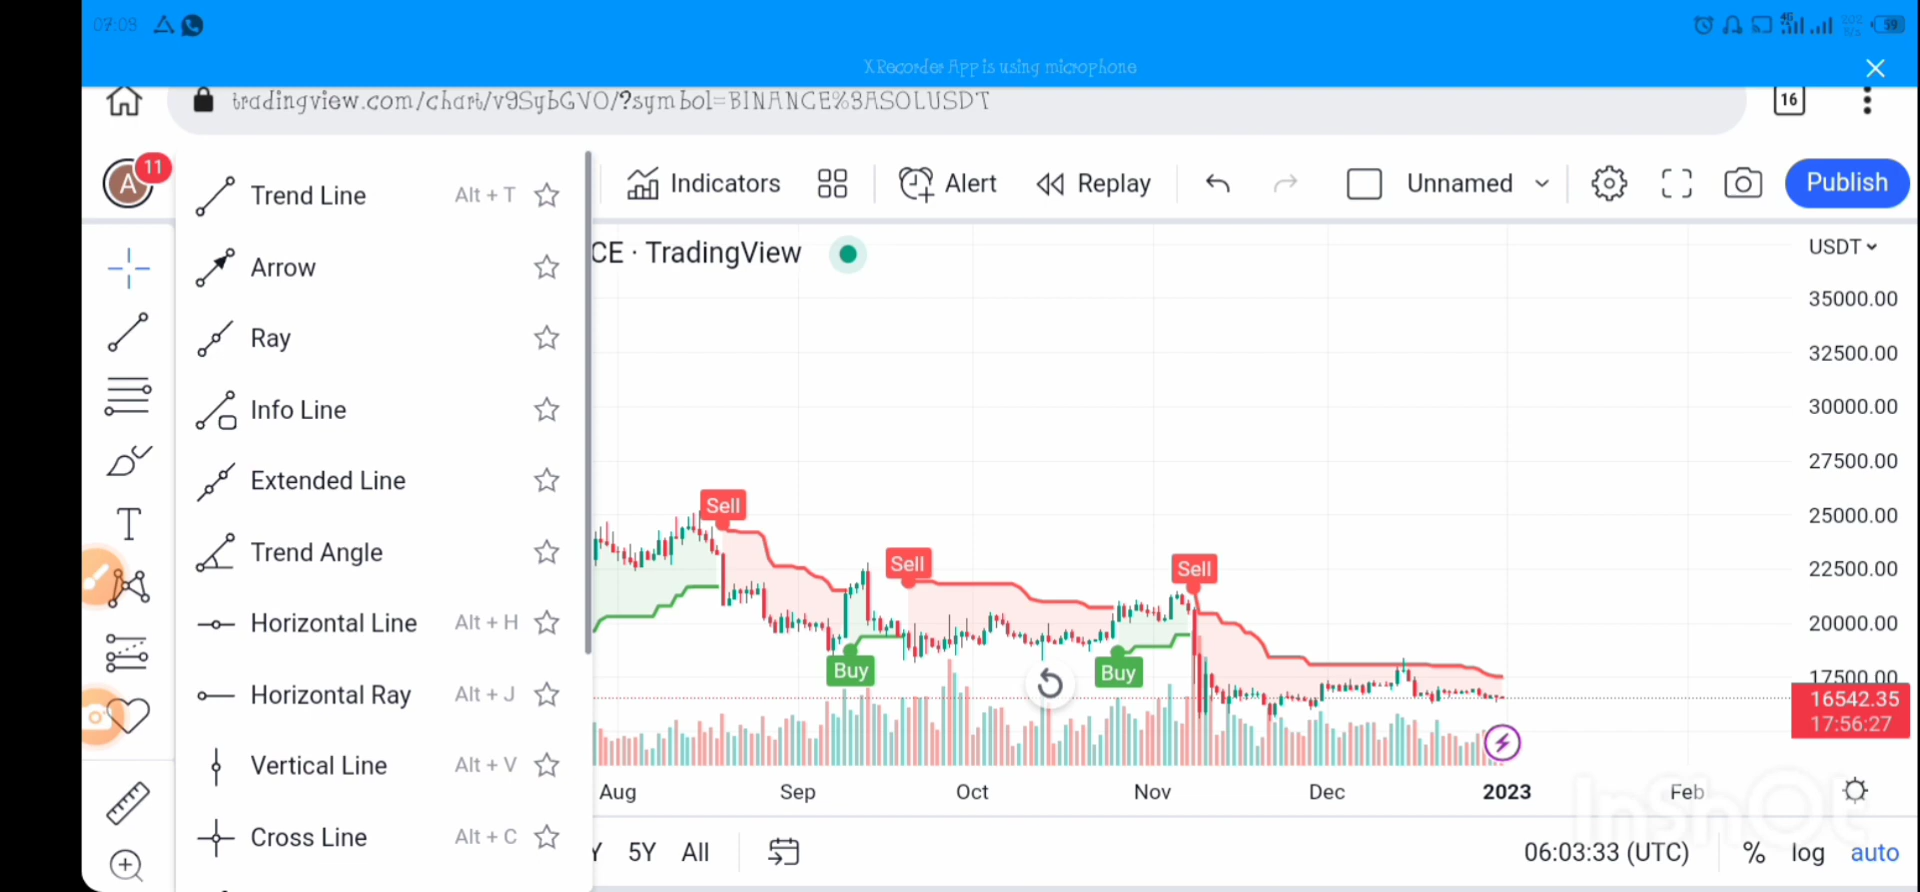 07:09
59
XRecorder App is using microphone
tradingview.com/chart/v9SybGVO/?symbol=BINANCE%3ASOLUSDT
16
A
11
Trend Line Alt + T
Arrow
Ray
Info Line
Extended Line
Trend Angle
Horizontal Line Alt + H
Horizontal Ray Alt + J
Vertical Line Alt + V
Cross Line Alt + C
T
Indicators Alert Replay Unnamed Publish
CE · TradingView
USDT
35000.00
32500.00
30000.00
27500.00
25000.00
22500.00
20000.00
17500.00
16542.35
17:56:27
Sell
Sell
Sell
Buy
Buy
Aug Sep Oct Nov Dec 2023 Feb
Y 5Y All
06:03:33 (UTC) % log auto
InShOt